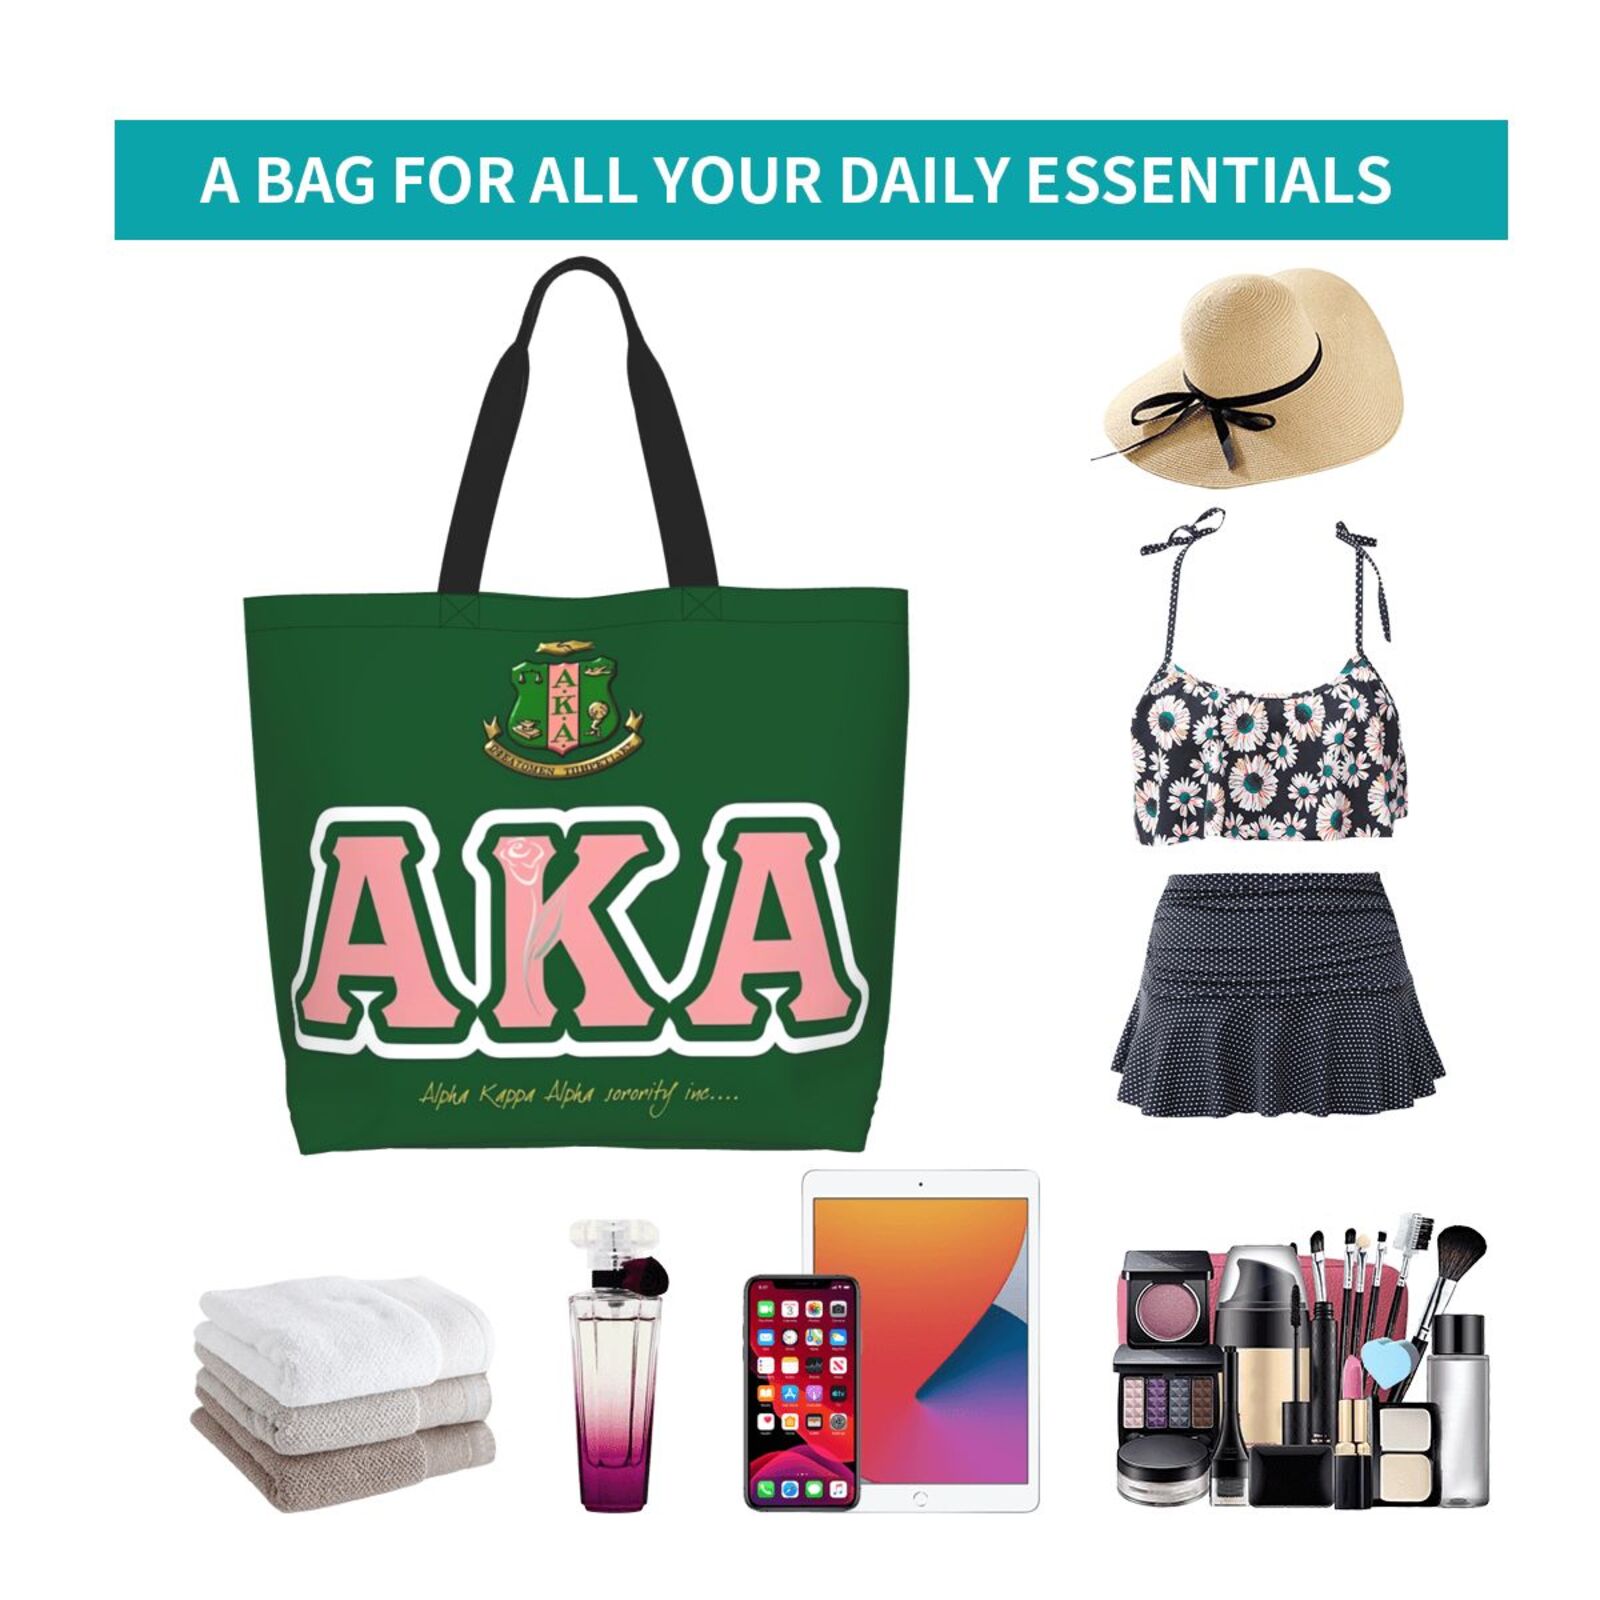 A BAG FOR ALL YOUR DAILY ESSENTIALS
A
K
A
AKA
Alpha Kappa Alpha sorority inc....